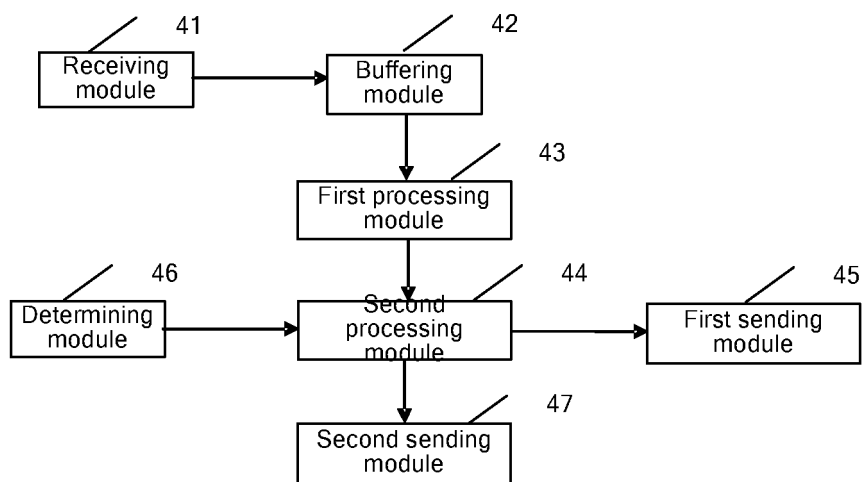 41
Receiving
module
42
Buffering
module
43
First processing
module
46
Determining
module
44
Second
processing
module
45
First sending
module
47
Second sending
module